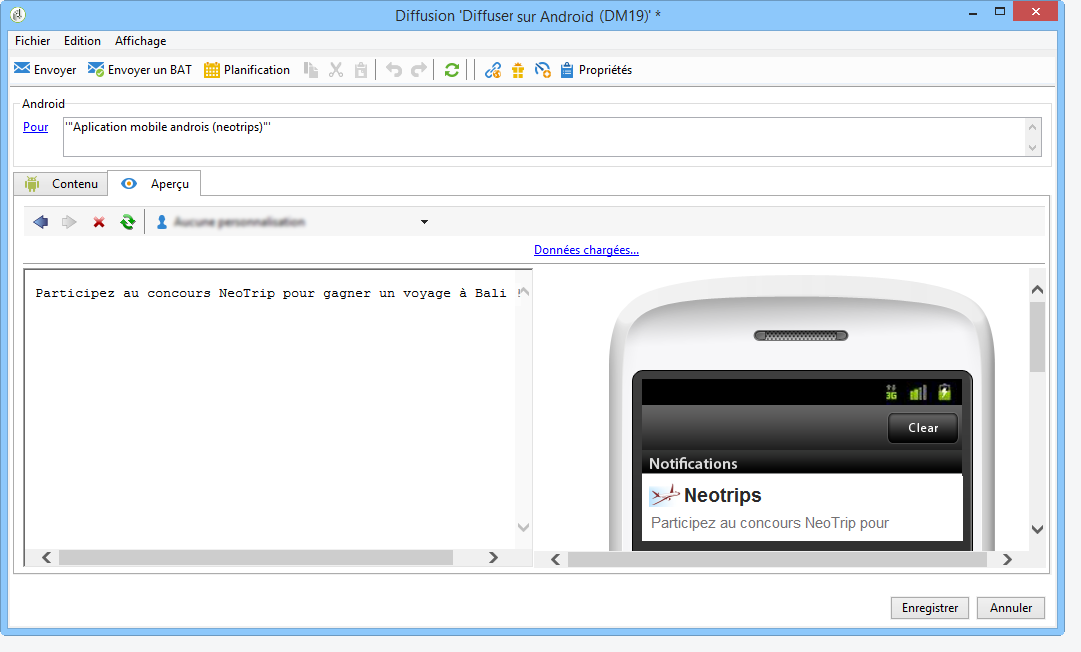 Diffusion 'Diffuser sur Android (DM19)' *
Fichier Edition Affichage
Envoyer Envoyer un BAT Planification Propriétés
Android
Pour '"Aplication mobile androis (neotrips)"'
Contenu Aperçu
Aucune personnalisation
Données chargées...
Participez au concours NeoTrip pour gagner un voyage à Bali !
3G
Clear
Notifications
Neotrips
Participez au concours NeoTrip pour
Enregistrer Annuler